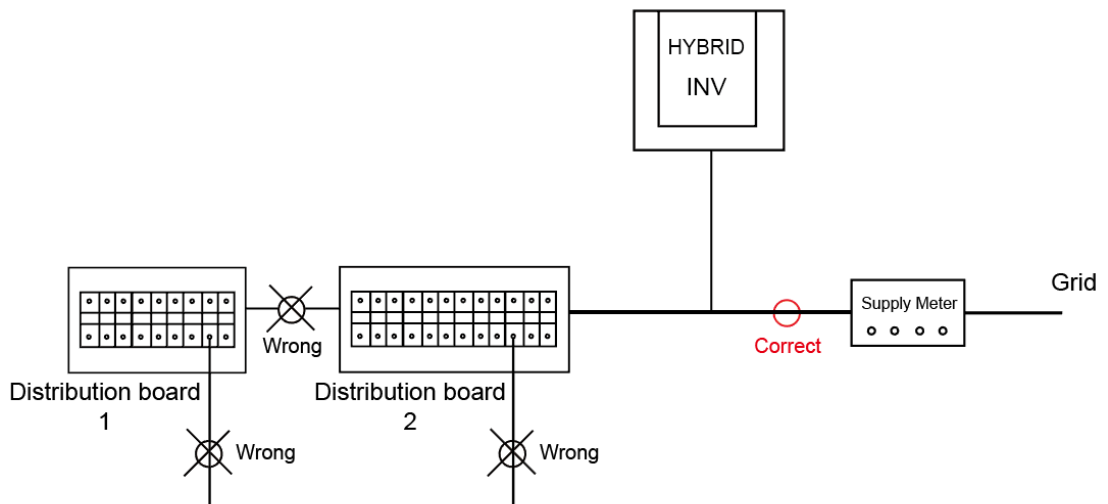 HYBRID
INV
Grid
Supply Meter
Wrong
Correct
Distribution board
1
Distribution board
2
Wrong
Wrong